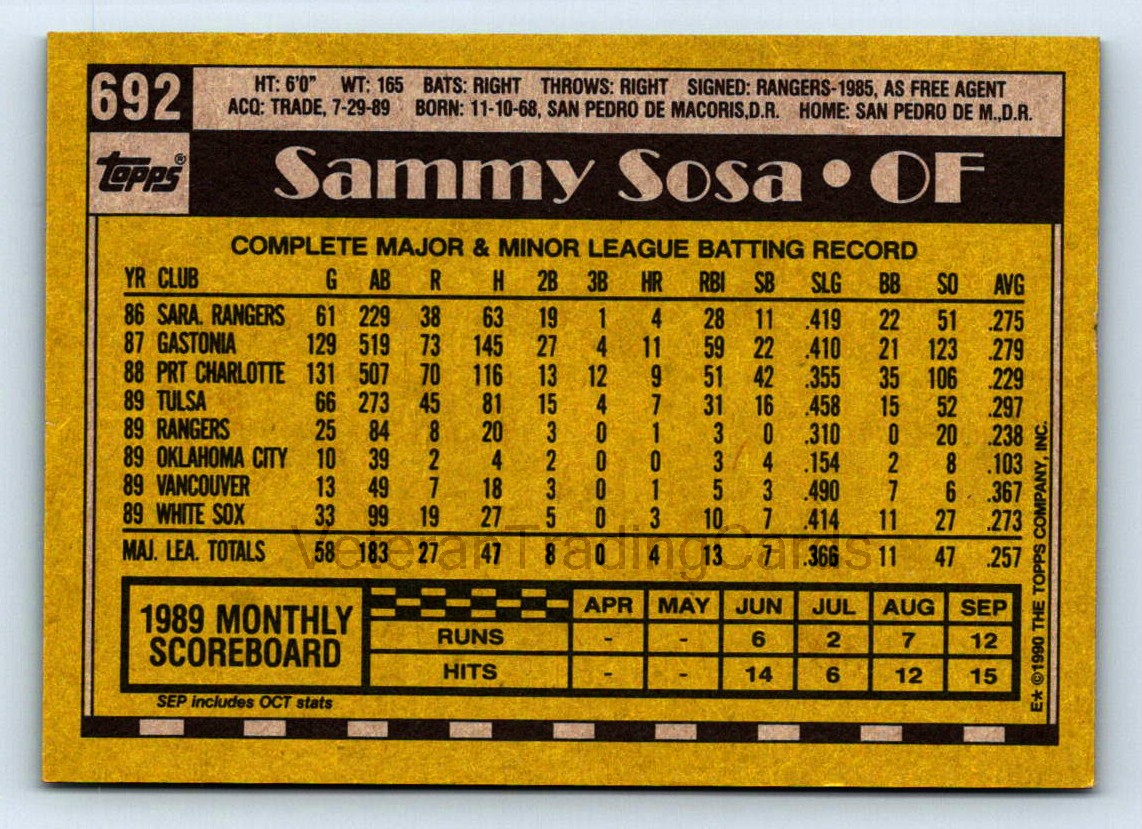 692
HT: 6'0" WT: 165 BATS: RIGHT THROWS: RIGHT SIGNED: RANGERS-1985, AS FREE AGENT
ACQ: TRADE, 7-29-89 BORN: 11-10-68, SAN PEDRO DE MACORIS,D.R. HOME: SAN PEDRO DE M.,D.R.
topps®
Sammy Sosa • OF
COMPLETE MAJOR & MINOR LEAGUE BATTING RECORD
YR CLUB G AB R H 2B 3B HR RBI SB SLG BB SO AVG
86 SARA. RANGERS 61 229 38 63 19 1 4 28 11 .419 22 51 .275
87 GASTONIA 129 519 73 145 27 4 11 59 22 .410 21 123 .279
88 PRT CHARLOTTE 131 507 70 116 13 12 9 51 42 .355 35 106 .229
89 TULSA 66 273 45 81 15 4 7 31 16 .458 15 52 .297
89 RANGERS 25 84 8 20 3 0 1 3 0 .310 0 20 .238
89 OKLAHOMA CITY 10 39 2 4 2 0 0 3 4 .154 2 8 .103
89 VANCOUVER 13 49 7 18 3 0 1 5 3 .490 7 6 .367
89 WHITE SOX 33 99 19 27 5 0 3 10 7 .414 11 27 .273
MAJ. LEA. TOTALS 58 183 27 47 8 0 4 13 7 .366 11 47 .257
VeteranTradingCards
1989 MONTHLY
SCOREBOARD
APR MAY JUN JUL AUG SEP
RUNS - - 6 2 7 12
HITS - - 14 6 12 15
SEP includes OCT stats
E* ©1990 THE TOPPS COMPANY, INC.